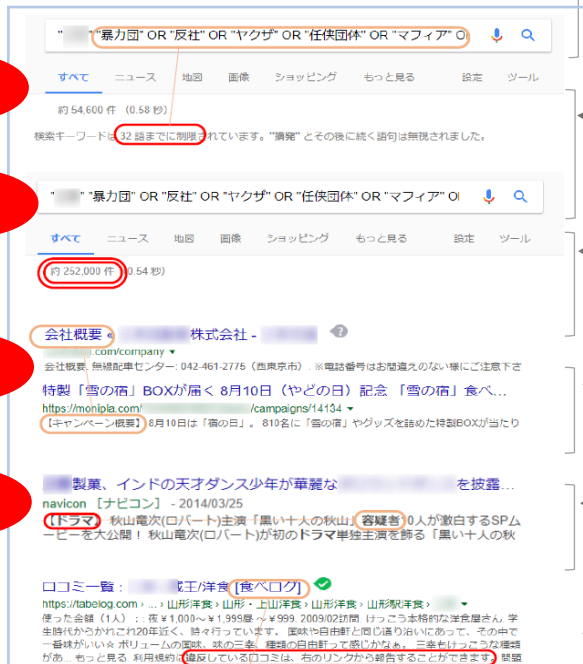 " "暴力団" OR "反社" OR "ヤクザ" OR "任侠団体" OR "マフィア" O
すべて ニュース 地図 画像 ショッピング もっと見る 設定 ツール
約 54,600 件 (0.58 秒)
検索キーワードは 32 語までに制限されています。"摘発" とその後に続く語句は無視されました。
" " "暴力団" OR "反社" OR "ヤクザ" OR "任侠団体" OR "マフィア" O
すべて ニュース 地図 画像 ショッピング もっと見る 設定 ツール
約 252,000 件 (0.54 秒)
会社概要 « 株式会社 -
.com/company
会社概要. 無線配車センター: 042-461-2775（西東京市）. ※電話番号はお間違えのない様にご注意下さ
特製「雪の宿」BOXが届く 8月10日（やどの日）記念 「雪の宿」食べ...
https://monipla.com/ /campaigns/14134
【キャンペーン概要】 8月10日は「宿の日」。 810名に「雪の宿」やグッズを詰めた特製BOXが当たり
製菓、インドの天才ダンス少年が華麗な を披露...
navicon ［ナビコン］ - 2014/03/25
【ドラマ】 秋山竜次(ロバート)主演「黒い十人の秋山」容疑者10人が激白するSPム
ービーを大公開！ 秋山竜次(ロバート)が初のドラマ単独主演を飾る「黒い十人の秋
口コミ一覧 : 蔵王/洋食 [食べログ]
https://tabelog.com › ... › 山形洋食 › 山形・上山洋食 › 山形洋食 › 山形駅洋食 ›
使った金額（1人）: : 夜￥1,000～￥1,999昼 ～￥999. 2009/02訪問 けっこう本格的な洋食屋さん 学
生時代からかれこれ20年近く、時々行っています。 国味や自由軒と同じ通り沿いにあって、その中で
一番味がいい☆ ボリュームの国味、味の三幸、種類の自由軒って感じかなぁ。 三幸もけっこうな種類
があ... もっと見る 利用規約に違反している口コミは、右のリンクから報告することができます。 問題